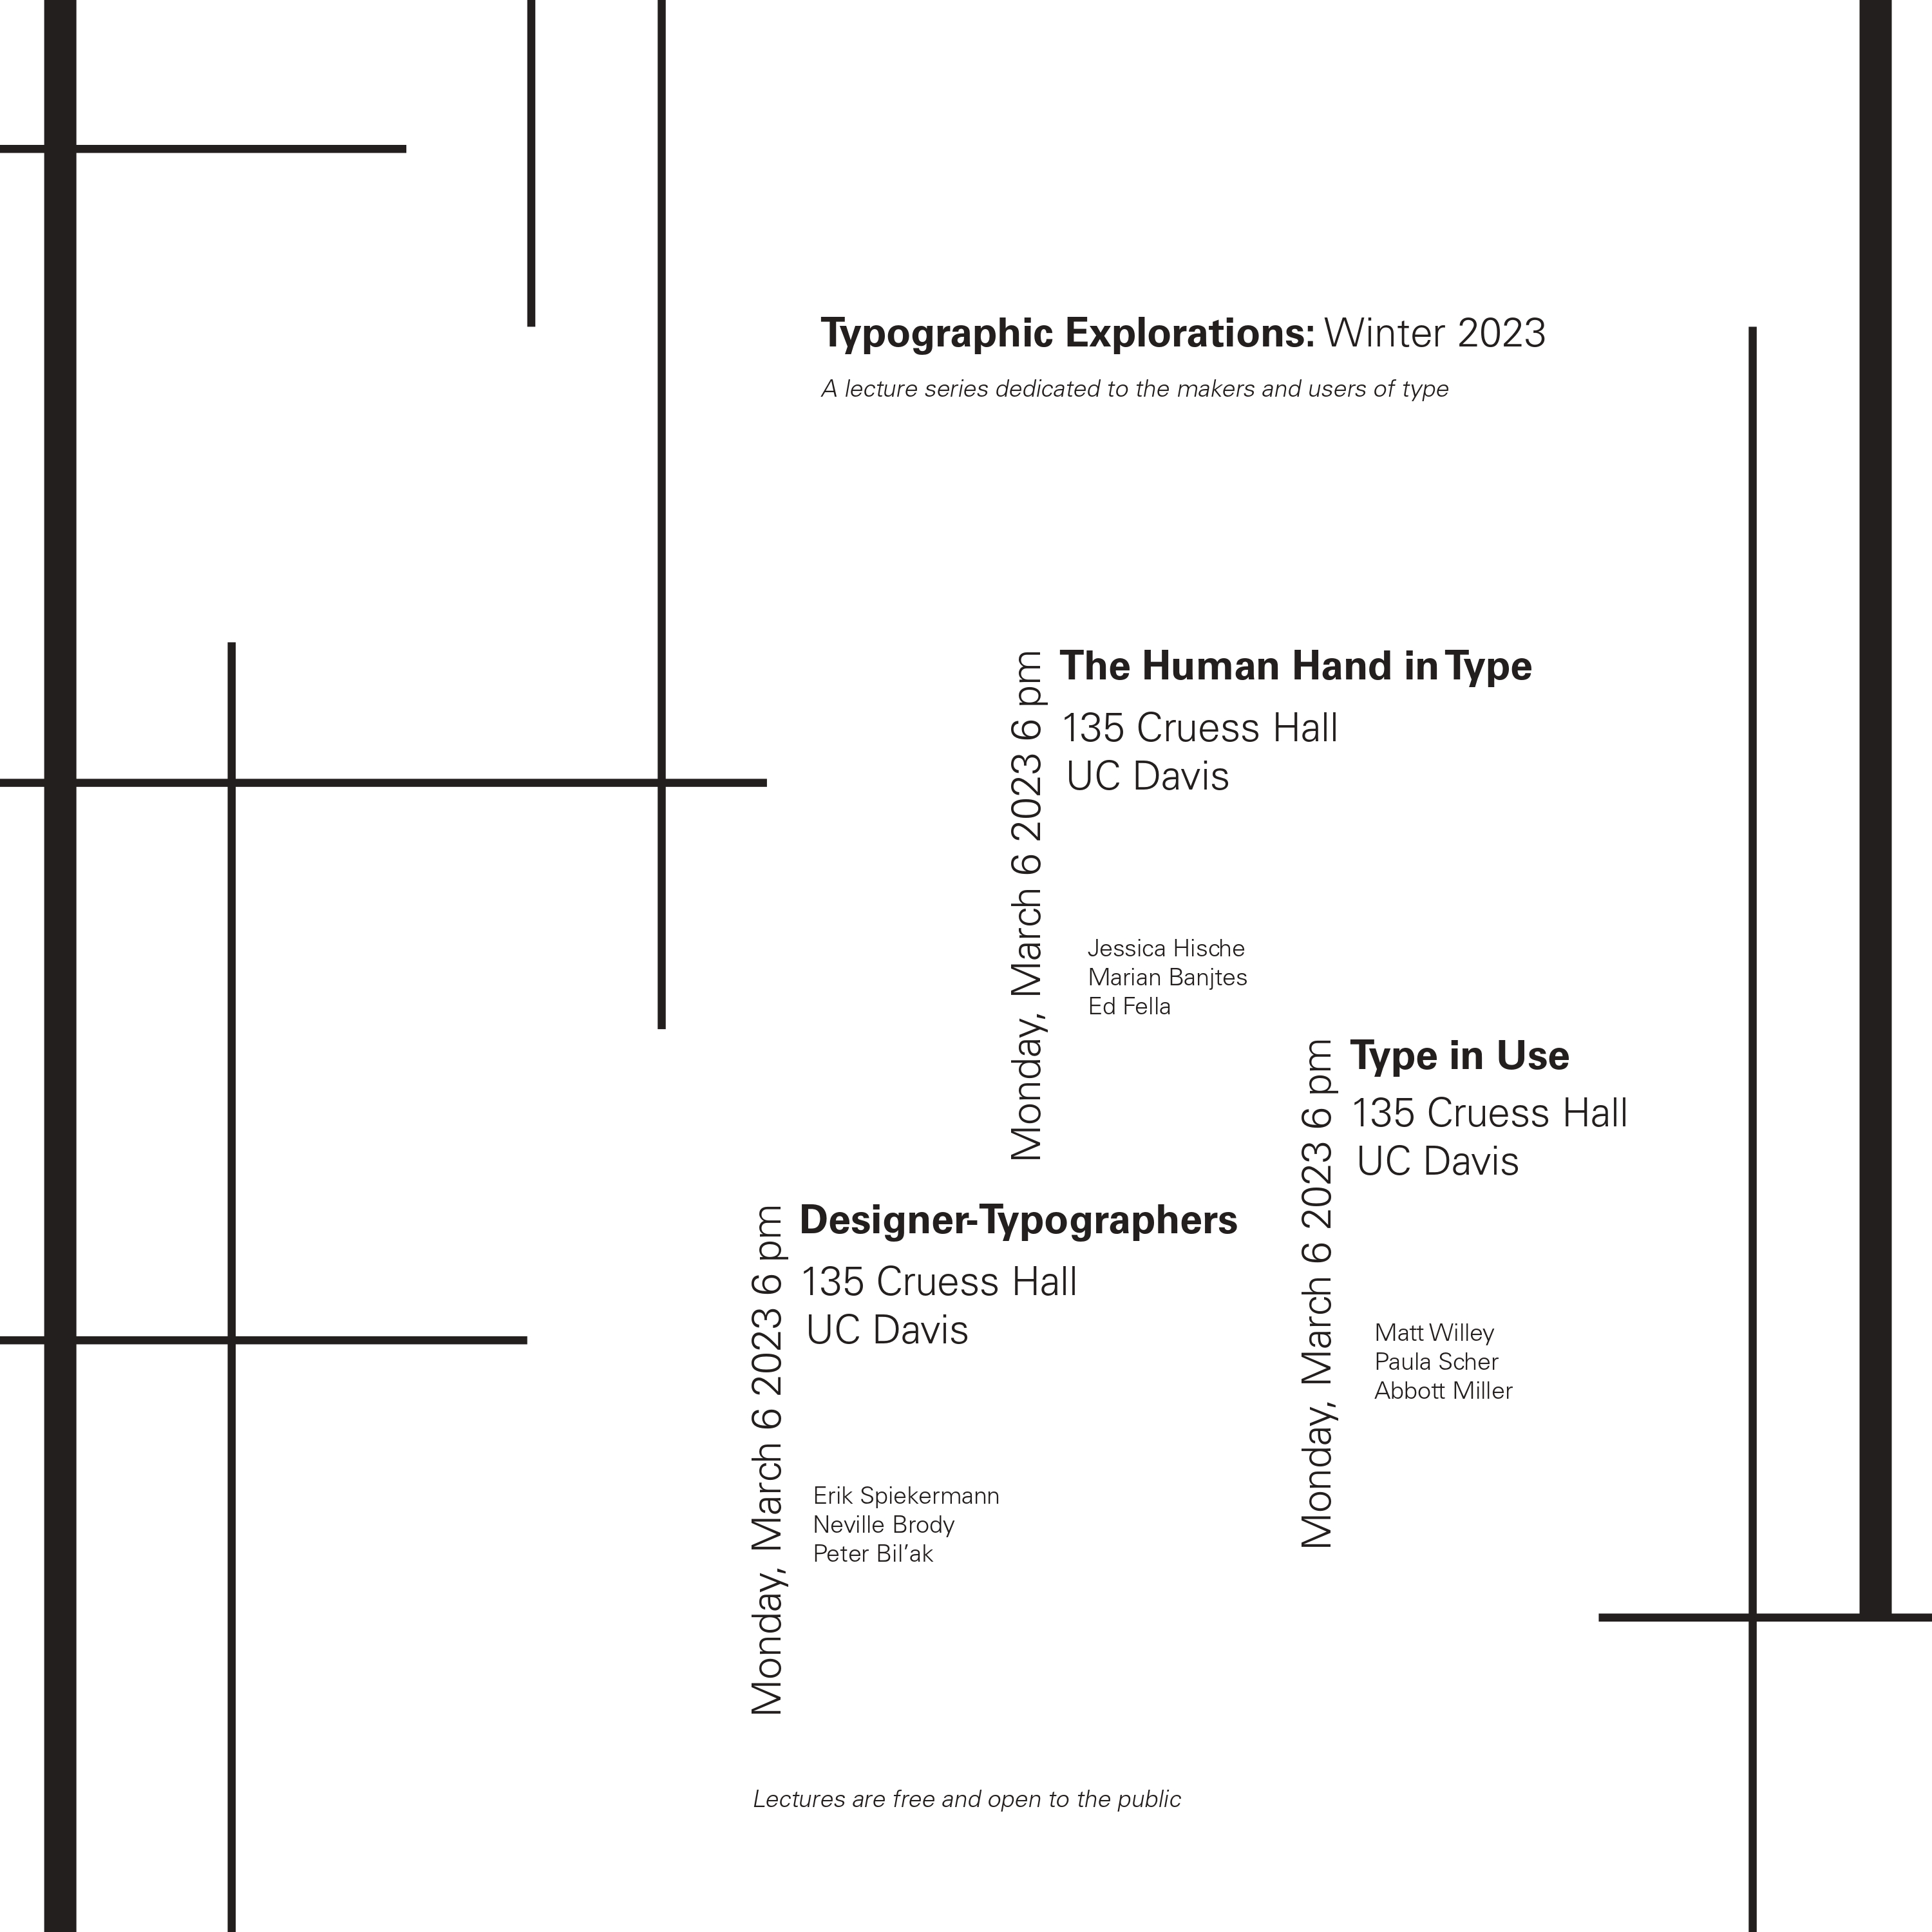 Typographic Explorations: Winter 2023
A lecture series dedicated to the makers and users of type
Monday, March 6 2023 6 pm
The Human Hand in Type
135 Cruess Hall
UC Davis
Jessica Hische
Marian Banjtes
Ed Fella
Monday, March 6 2023 6 pm
Type in Use
135 Cruess Hall
UC Davis
Matt Willey
Paula Scher
Abbott Miller
Monday, March 6 2023 6 pm
Designer-Typographers
135 Cruess Hall
UC Davis
Erik Spiekermann
Neville Brody
Peter Bil’ak
Lectures are free and open to the public